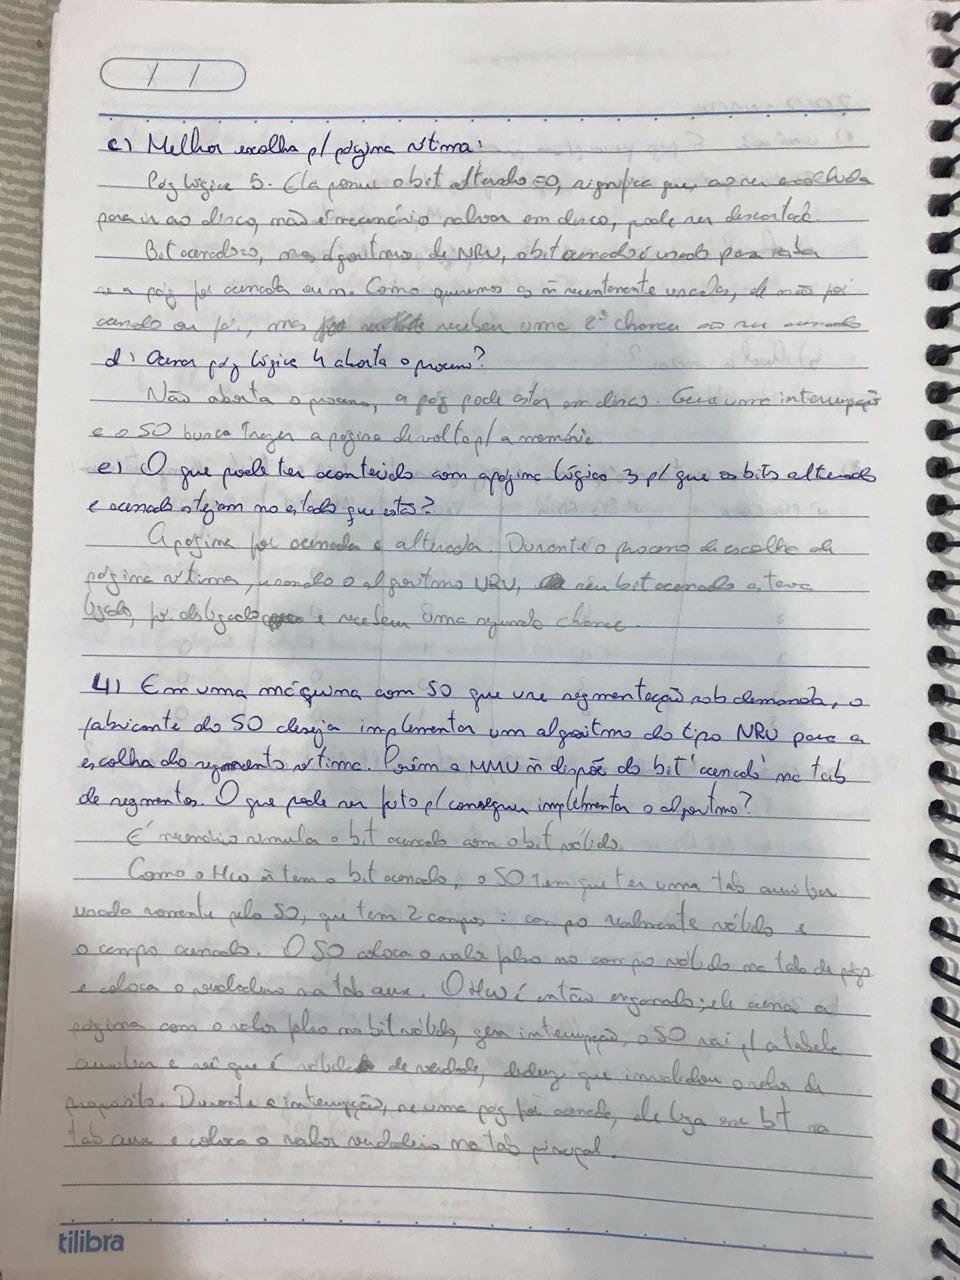 / /
c) Melhor escolha p/ página vítima:
Pág lógica 5. Ela possui o bit alterado=0, significa que, ao ser escolhida
para ir ao disco, não é necessário salvar em disco, pode ser descartada.
Bit acessado=0, no algoritmo de NRU, o bit acessado é usado para saber
se a pág foi acessada ou ñ. Como queremos as ñ recentemente usadas, ela não foi
acessada ou foi, mas recebeu uma 2ª chance ao ser acessada
d) Acessar pág lógica 4 aborta o processo?
Não aborta o processo, a pág pode estar em disco. Gera uma interrupção
e o SO busca trazer a página de volta p/ a memória.
e) O que pode ter acontecido com a página lógica 3 p/ que os bits alterado
e acessado estejam no estado que estão?
A página foi acessada e alterada. Durante o processo de escolha da
página vítima, usando o algoritmo NRU, seu bit acessado estava
ligado, foi desligado e recebeu uma segunda chance.
4) Em uma máquina com SO que use segmentação sob demanda, o
fabricante do SO deseja implementar um algoritmo do tipo NRU para a
escolha do segmento vítima. Porém a MMU ñ dispõe do bit 'acessado' na tab
de segmentos. O que pode ser feito p/ conseguir implementar o algoritmo?
É necessário simular o bit acessado com o bit válido.
Como o HW ñ tem o bit acessado, o SO tem que ter uma tab auxiliar
usada somente pelo SO, que tem 2 campos: campo realmente válido e
o campo acessado. O SO coloca o valor falso no campo válido na tab de pág
e coloca o verdadeiro na tab aux. O HW é então enganado; ele acessa a
página com o valor falso no bit válido, gera interrupção, o SO vai p/ a tabela
auxiliar e vê que é válida de verdade, deduz que invalidou o valor de
propósito. Durante a interrupção, se uma pág foi acessada, ele liga esse bit na
tab aux e coloca o valor verdadeiro na tab principal.
tilibra